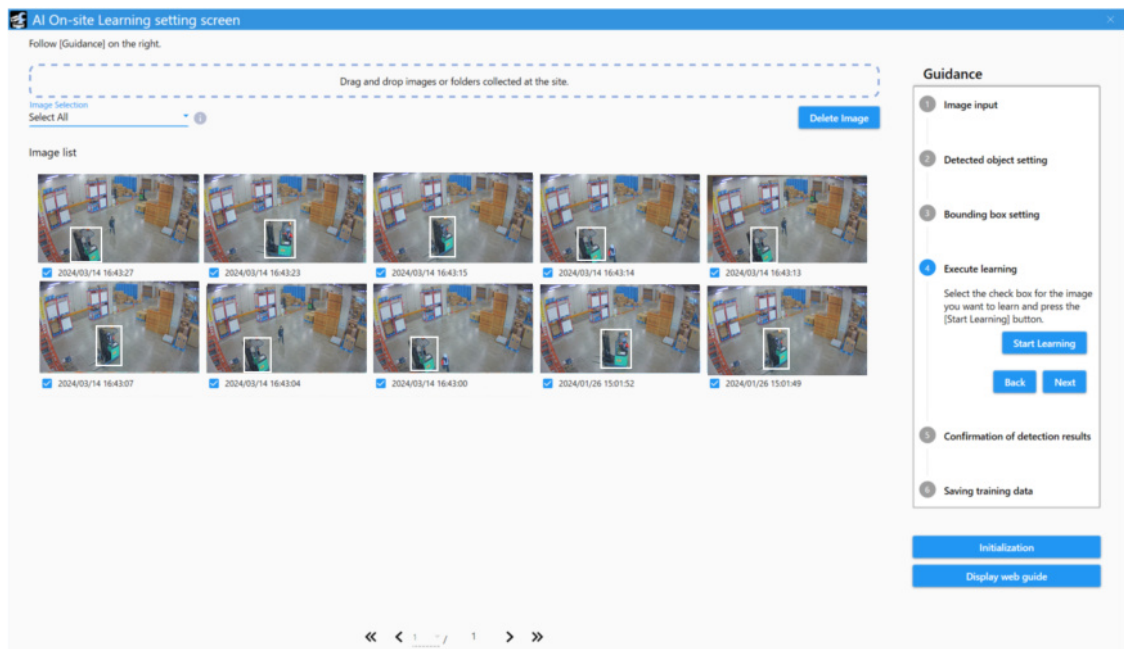 AI On-site Learning setting screen
Follow [Guidance] on the right.
Drag and drop images or folders collected at the site.
Image Selection
Select All
Delete Image
Image list
2024/03/14 16:43:27
2024/03/14 16:43:23
2024/03/14 16:43:15
2024/03/14 16:43:14
2024/03/14 16:43:13
2024/03/14 16:43:07
2024/03/14 16:43:04
2024/03/14 16:43:00
2024/01/26 15:01:52
2024/01/26 15:01:49
1 / 1
Guidance
1 Image input
2 Detected object setting
3 Bounding box setting
4 Execute learning
Select the check box for the image
you want to learn and press the
[Start Learning] button.
Start Learning
Back Next
5 Confirmation of detection results
6 Saving training data
Initialization
Display web guide